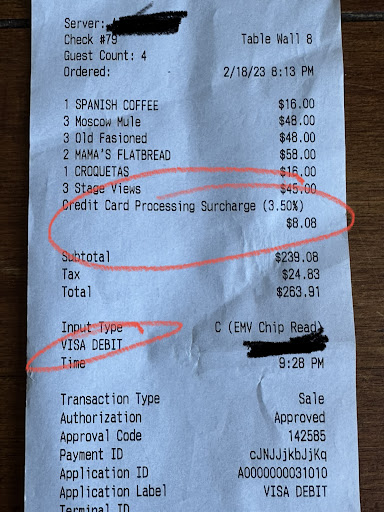 Server:
Check #79 Table Wall 8
Guest Count: 4
Ordered: 2/18/23 8:13 PM
1 SPANISH COFFEE $16.00
3 Moscow Mule $48.00
3 Old Fasioned $48.00
2 MAMA'S FLATBREAD $58.00
1 CROQUETAS $16.00
3 Stage Views $45.00
Credit Card Processing Surcharge (3.50%)
$8.08
Subtotal $239.08
Tax $24.83
Total $263.91
Input Type C (EMV Chip Read)
VISA DEBIT
Time 9:28 PM
Transaction Type Sale
Authorization Approved
Approval Code 142585
Payment ID cJNJJjkbJjKq
Application ID A0000000031010
Application Label VISA DEBIT
Terminal ID